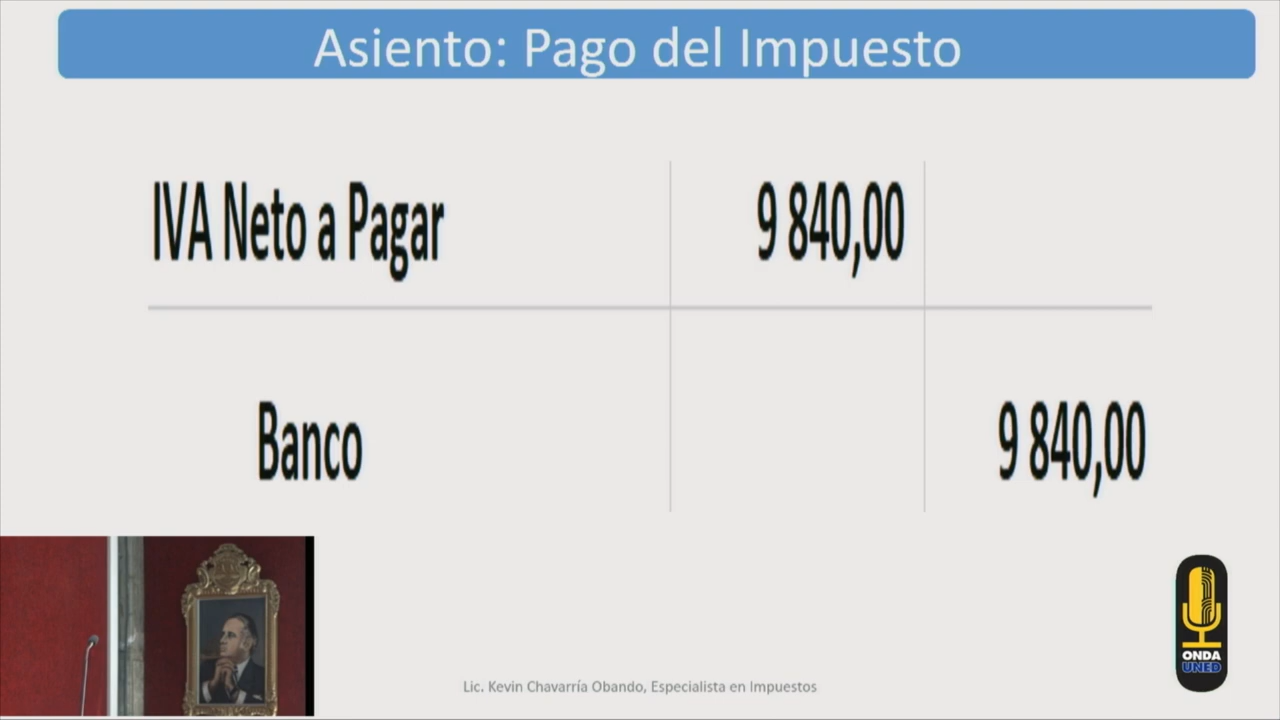 Asiento: Pago del Impuesto
IVA Neto a Pagar 9 840,00
Banco 9 840,00
Lic. Kevin Chavarría Obando, Especialista en Impuestos
ONDA
UNED